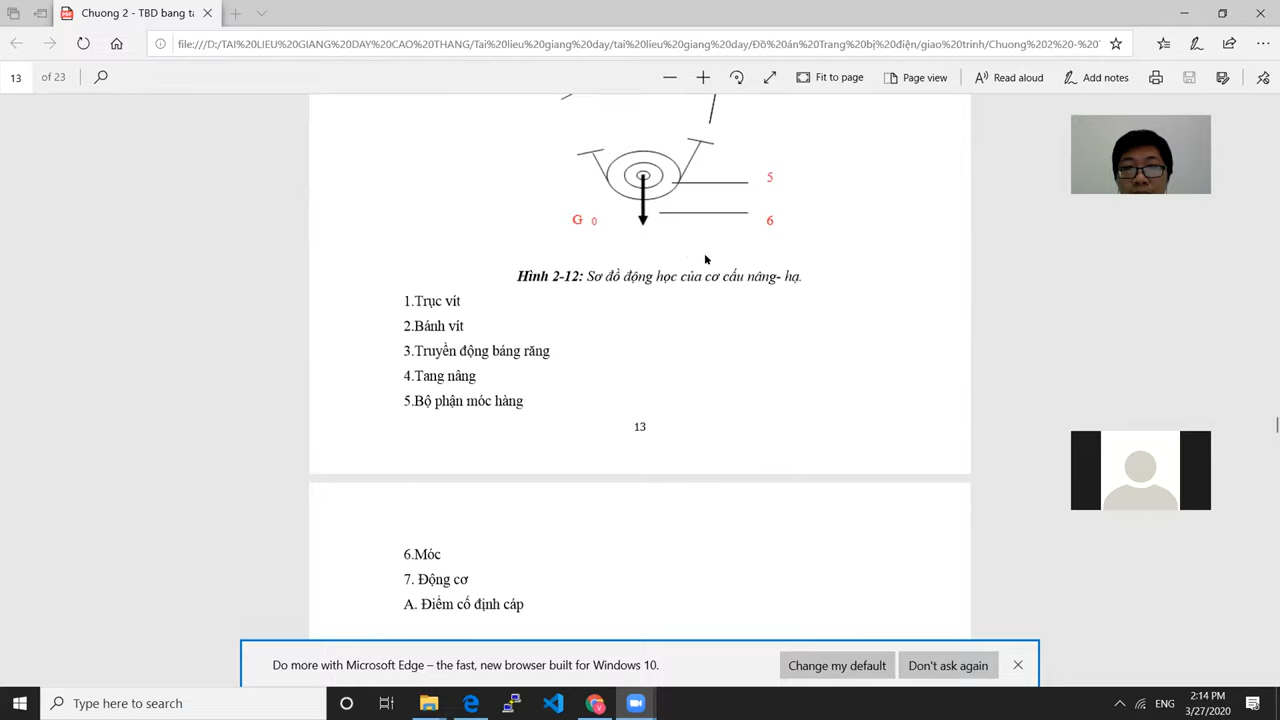 Chuong 2 - TBD bang tả
file:///D:/TAI%20LIEU%20GIANG%20DAY%20CAO%20THANG/Tai%20lieu%20giang%20day/tai%20lieu%20giang%20day/Đồ%20án%20Trang%20bị%20điện/giao%20trinh/Chuong%202%20-%20T
13 of 23
Fit to page
Page view
Read aloud
Add notes
5
G 0
6
Hình 2-12: Sơ đồ động học của cơ cấu nâng- hạ.
1.Trục vít
2.Bánh vít
3.Truyền động báng răng
4.Tang nâng
5.Bộ phận móc hàng
13
6.Móc
7. Động cơ
A. Điểm cố định cáp
Do more with Microsoft Edge – the fast, new browser built for Windows 10.
Change my default
Don't ask again
Type here to search
ENG
2:14 PM
3/27/2020